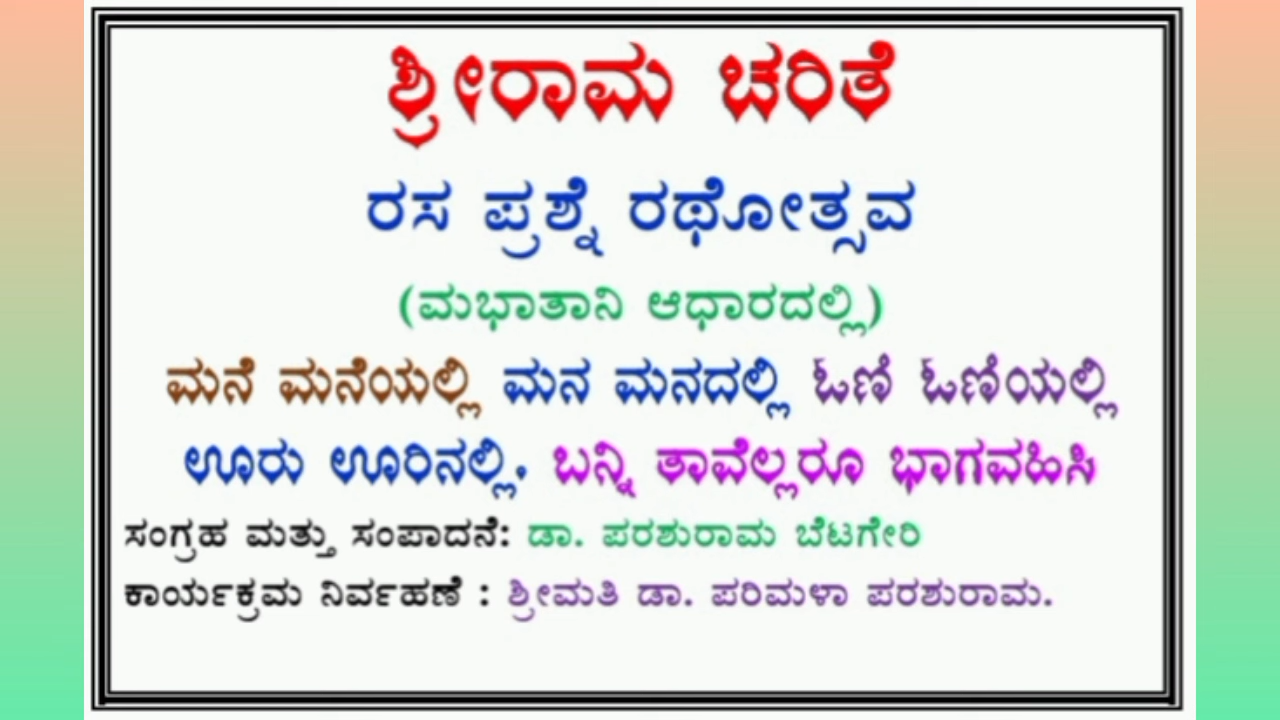 ಶ್ರೀರಾಮ ಚರಿತೆ
ರಸ ಪ್ರಶ್ನೆ ರಥೋತ್ಸವ
(ಮಭಾತಾನಿ ಆಧಾರದಲ್ಲಿ)
ಮನೆ ಮನೆಯಲ್ಲಿ ಮನ ಮನದಲ್ಲಿ ಓಣಿ ಓಣಿಯಲ್ಲಿ
ಊರು ಊರಿನಲ್ಲಿ. ಬನ್ನಿ ತಾವೆಲ್ಲರೂ ಭಾಗವಹಿಸಿ
ಸಂಗ್ರಹ ಮತ್ತು ಸಂಪಾದನೆ: ಡಾ. ಪರಶುರಾಮ ಬೆಟಗೇರಿ
ಕಾರ್ಯಕ್ರಮ ನಿರ್ವಹಣೆ : ಶ್ರೀಮತಿ ಡಾ. ಪರಿಮಳಾ ಪರಶುರಾಮ.